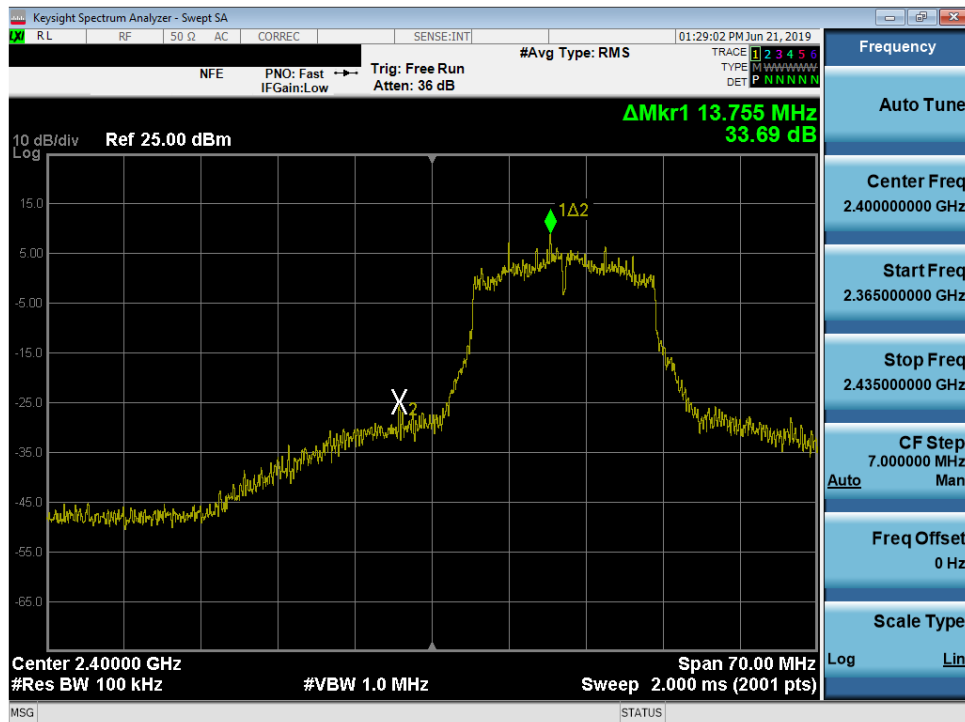 Keysight Spectrum Analyzer - Swept SA
LXI RL RF 50 Ω AC CORREC SENSE:INT 01:29:02 PM Jun 21, 2019
NFE PNO: Fast IFGain:Low
Trig: Free Run
Atten: 36 dB
#Avg Type: RMS
TRACE 1 2 3 4 5 6
TYPE M W W W W W
DET P N N N N N
ΔMkr1 13.755 MHz
33.69 dB
10 dB/div Ref 25.00 dBm
Log
15.0
5.00
-5.00
-15.0
-25.0
-35.0
-45.0
-55.0
-65.0
1Δ2
X2
Center 2.40000 GHz Span 70.00 MHz
#Res BW 100 kHz #VBW 1.0 MHz Sweep 2.000 ms (2001 pts)
MSG STATUS
Frequency
Auto Tune
Center Freq
2.400000000 GHz
Start Freq
2.365000000 GHz
Stop Freq
2.435000000 GHz
CF Step
7.000000 MHz
Auto Man
Freq Offset
0 Hz
Scale Type
Log Lin